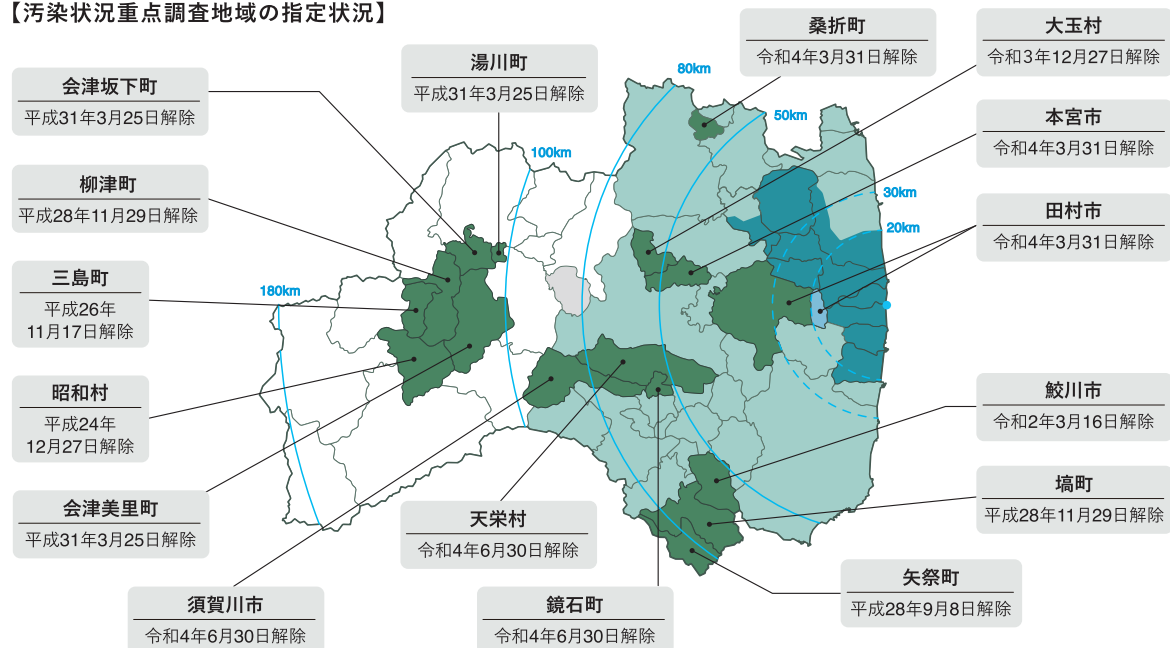 【汚染状況重点調査地域の指定状況】
桑折町
令和4年3月31日解除
大玉村
令和3年12月27日解除
湯川町
平成31年3月25日解除
会津坂下町
平成31年3月25日解除
80km
50km
本宮市
令和4年3月31日解除
100km
柳津町
平成28年11月29日解除
30km
20km
田村市
令和4年3月31日解除
三島町
平成26年
11月17日解除
180km
昭和村
平成24年
12月27日解除
鮫川市
令和2年3月16日解除
会津美里町
平成31年3月25日解除
天栄村
令和4年6月30日解除
塙町
平成28年11月29日解除
矢祭町
平成28年9月8日解除
須賀川市
令和4年6月30日解除
鏡石町
令和4年6月30日解除